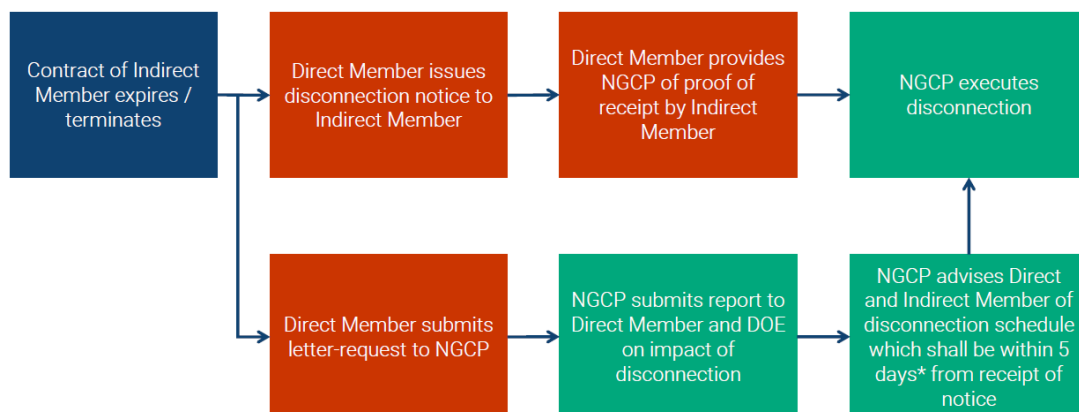 Contract of Indirect
Member expires /
terminates
Direct Member issues
disconnection notice to
Indirect Member
Direct Member provides
NGCP of proof of
receipt by Indirect
Member
NGCP executes
disconnection
Direct Member submits
letter-request to NGCP
NGCP submits report to
Direct Member and DOE
on impact of
disconnection
NGCP advises Direct
and Indirect Member of
disconnection schedule
which shall be within 5
days* from receipt of
notice